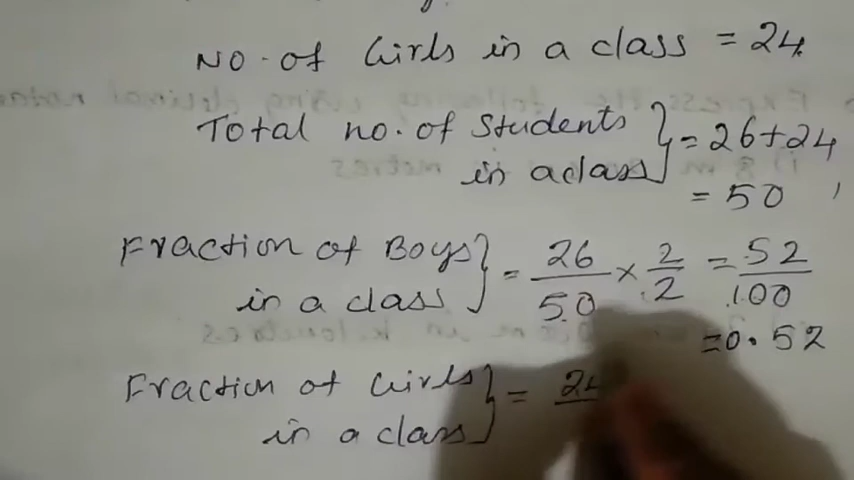 No. of Girls in a class = 24
Total no. of Students } = 26+24
in a class
= 50 ,
Fraction of Boys } = 26/50 × 2/2 = 52/100
in a class
= 0.52
Fraction of Girls } = 24
in a class